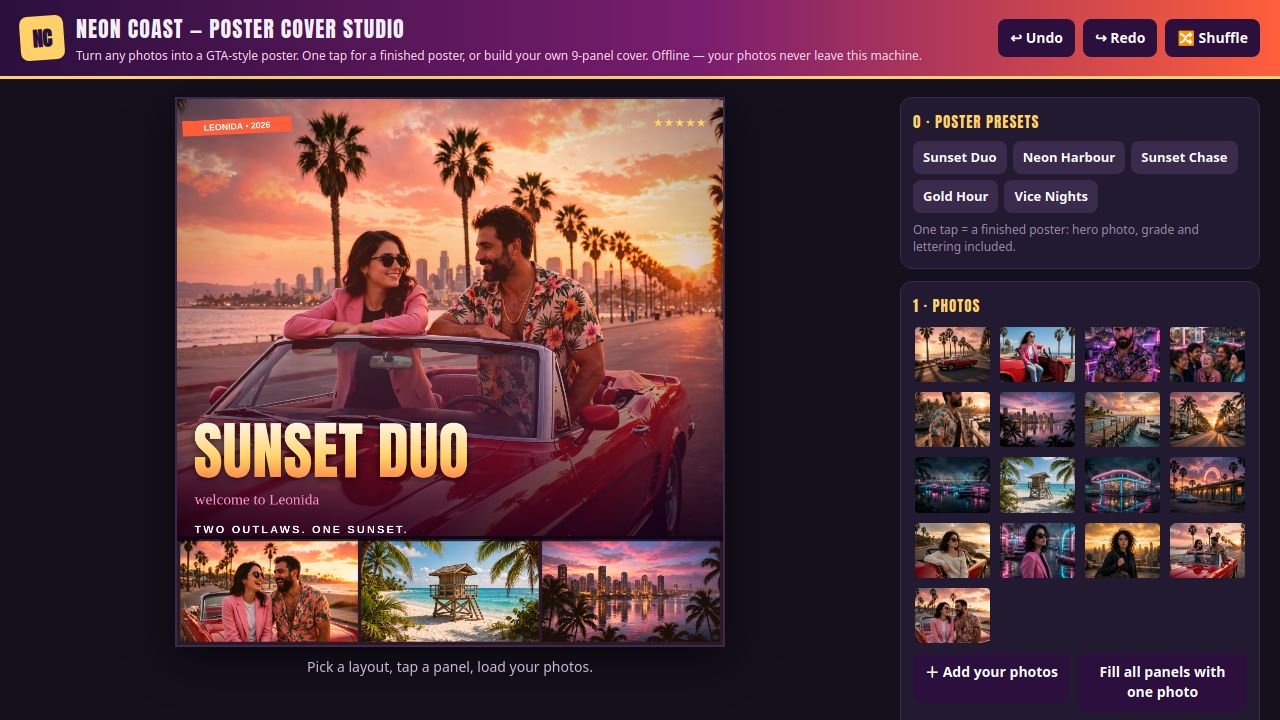 NC
NEON COAST — POSTER COVER STUDIO
Turn any photos into a GTA-style poster. One tap for a finished poster, or build your own 9-panel cover. Offline — your photos never leave this machine.
↩ Undo
↪ Redo
🔀 Shuffle
LEONIDA • 2026
★★★★★
SUNSET DUO
welcome to Leonida
TWO OUTLAWS. ONE SUNSET.
Pick a layout, tap a panel, load your photos.
0 · POSTER PRESETS
Sunset Duo
Neon Harbour
Sunset Chase
Gold Hour
Vice Nights
One tap = a finished poster: hero photo, grade and
lettering included.
1 · PHOTOS
＋ Add your photos
Fill all panels with
one photo